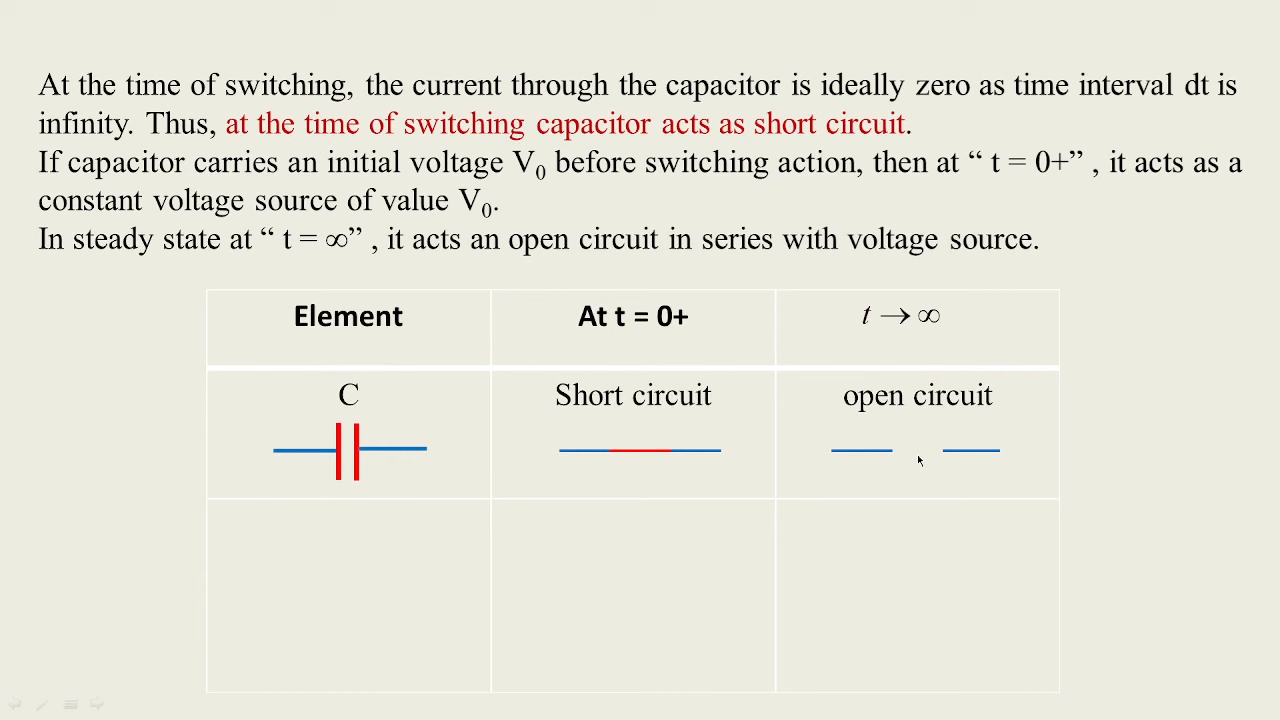 At the time of switching, the current through the capacitor is ideally zero as time interval dt is
infinity. Thus, at the time of switching capacitor acts as short circuit.
If capacitor carries an initial voltage V₀ before switching action, then at “ t = 0+” , it acts as a
constant voltage source of value V₀.
In steady state at “ t = ∞” , it acts an open circuit in series with voltage source.
Element At t = 0+ t → ∞
C Short circuit open circuit